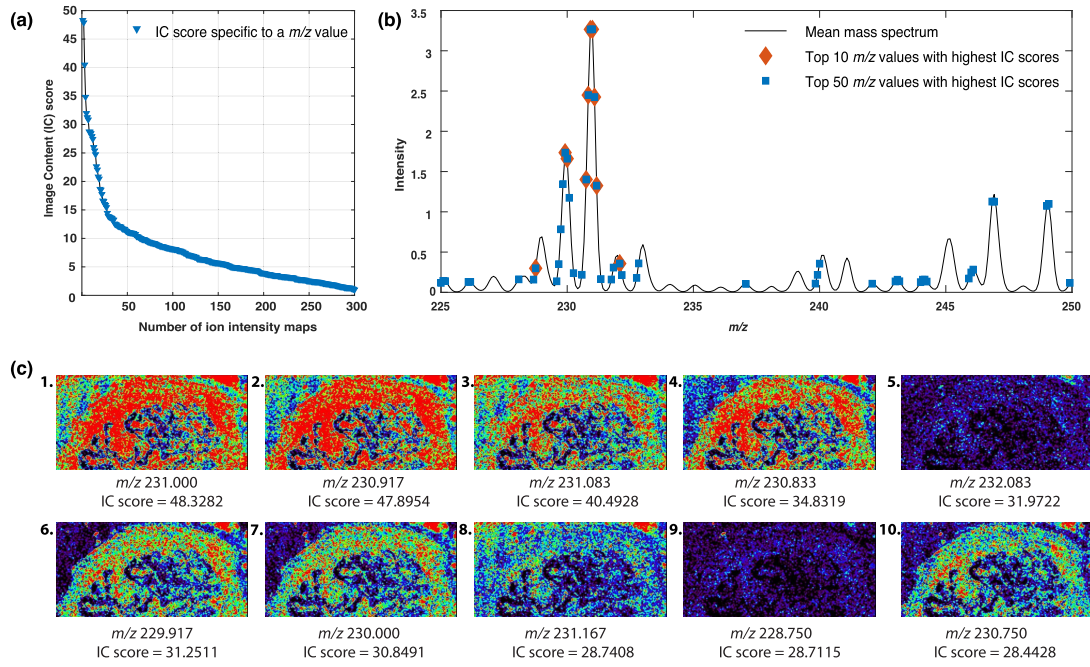 (a)
50
45
40
35
30
25
20
15
10
5
0
50 100 150 200 250 300
Image Content (IC) score
Number of ion intensity maps
IC score specific to a m/z value
(b)
3.5
3
2.5
2
1.5
1
0.5
0
225 230 235 240 245 250
Intensity
m/z
Mean mass spectrum
Top 10 m/z values with highest IC scores
Top 50 m/z values with highest IC scores
(c)
1. 2. 3. 4. 5.
m/z 231.000 m/z 230.917 m/z 231.083 m/z 230.833 m/z 232.083
IC score = 48.3282 IC score = 47.8954 IC score = 40.4928 IC score = 34.8319 IC score = 31.9722
6. 7. 8. 9. 10.
m/z 229.917 m/z 230.000 m/z 231.167 m/z 228.750 m/z 230.750
IC score = 31.2511 IC score = 30.8491 IC score = 28.7408 IC score = 28.7115 IC score = 28.4428